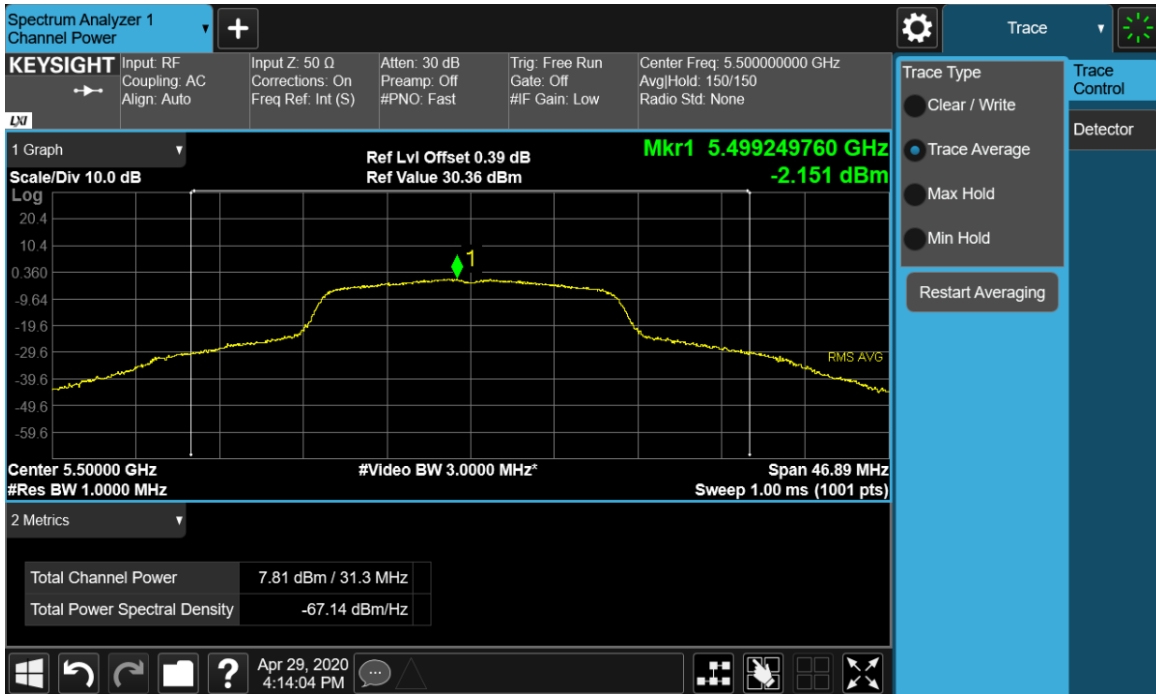 Spectrum Analyzer 1
Channel Power
+
Trace
KEYSIGHT
Input: RF
Coupling: AC
Align: Auto
Input Z: 50 Ω
Corrections: On
Freq Ref: Int (S)
Atten: 30 dB
Preamp: Off
#PNO: Fast
Trig: Free Run
Gate: Off
#IF Gain: Low
Center Freq: 5.500000000 GHz
Avg|Hold: 150/150
Radio Std: None
LXI
1 Graph
Scale/Div 10.0 dB
Ref Lvl Offset 0.39 dB
Ref Value 30.36 dBm
Mkr1 5.499249760 GHz
-2.151 dBm
Log
20.4
10.4
0.360
-9.64
-19.6
-29.6
-39.6
-49.6
-59.6
1
RMS AVG
Center 5.50000 GHz
#Res BW 1.0000 MHz
#Video BW 3.0000 MHz*
Span 46.89 MHz
Sweep 1.00 ms (1001 pts)
2 Metrics
Total Channel Power 7.81 dBm / 31.3 MHz
Total Power Spectral Density -67.14 dBm/Hz
?
Apr 29, 2020
4:14:04 PM
Trace Type
Clear / Write
Trace Average
Max Hold
Min Hold
Restart Averaging
Trace
Control
Detector